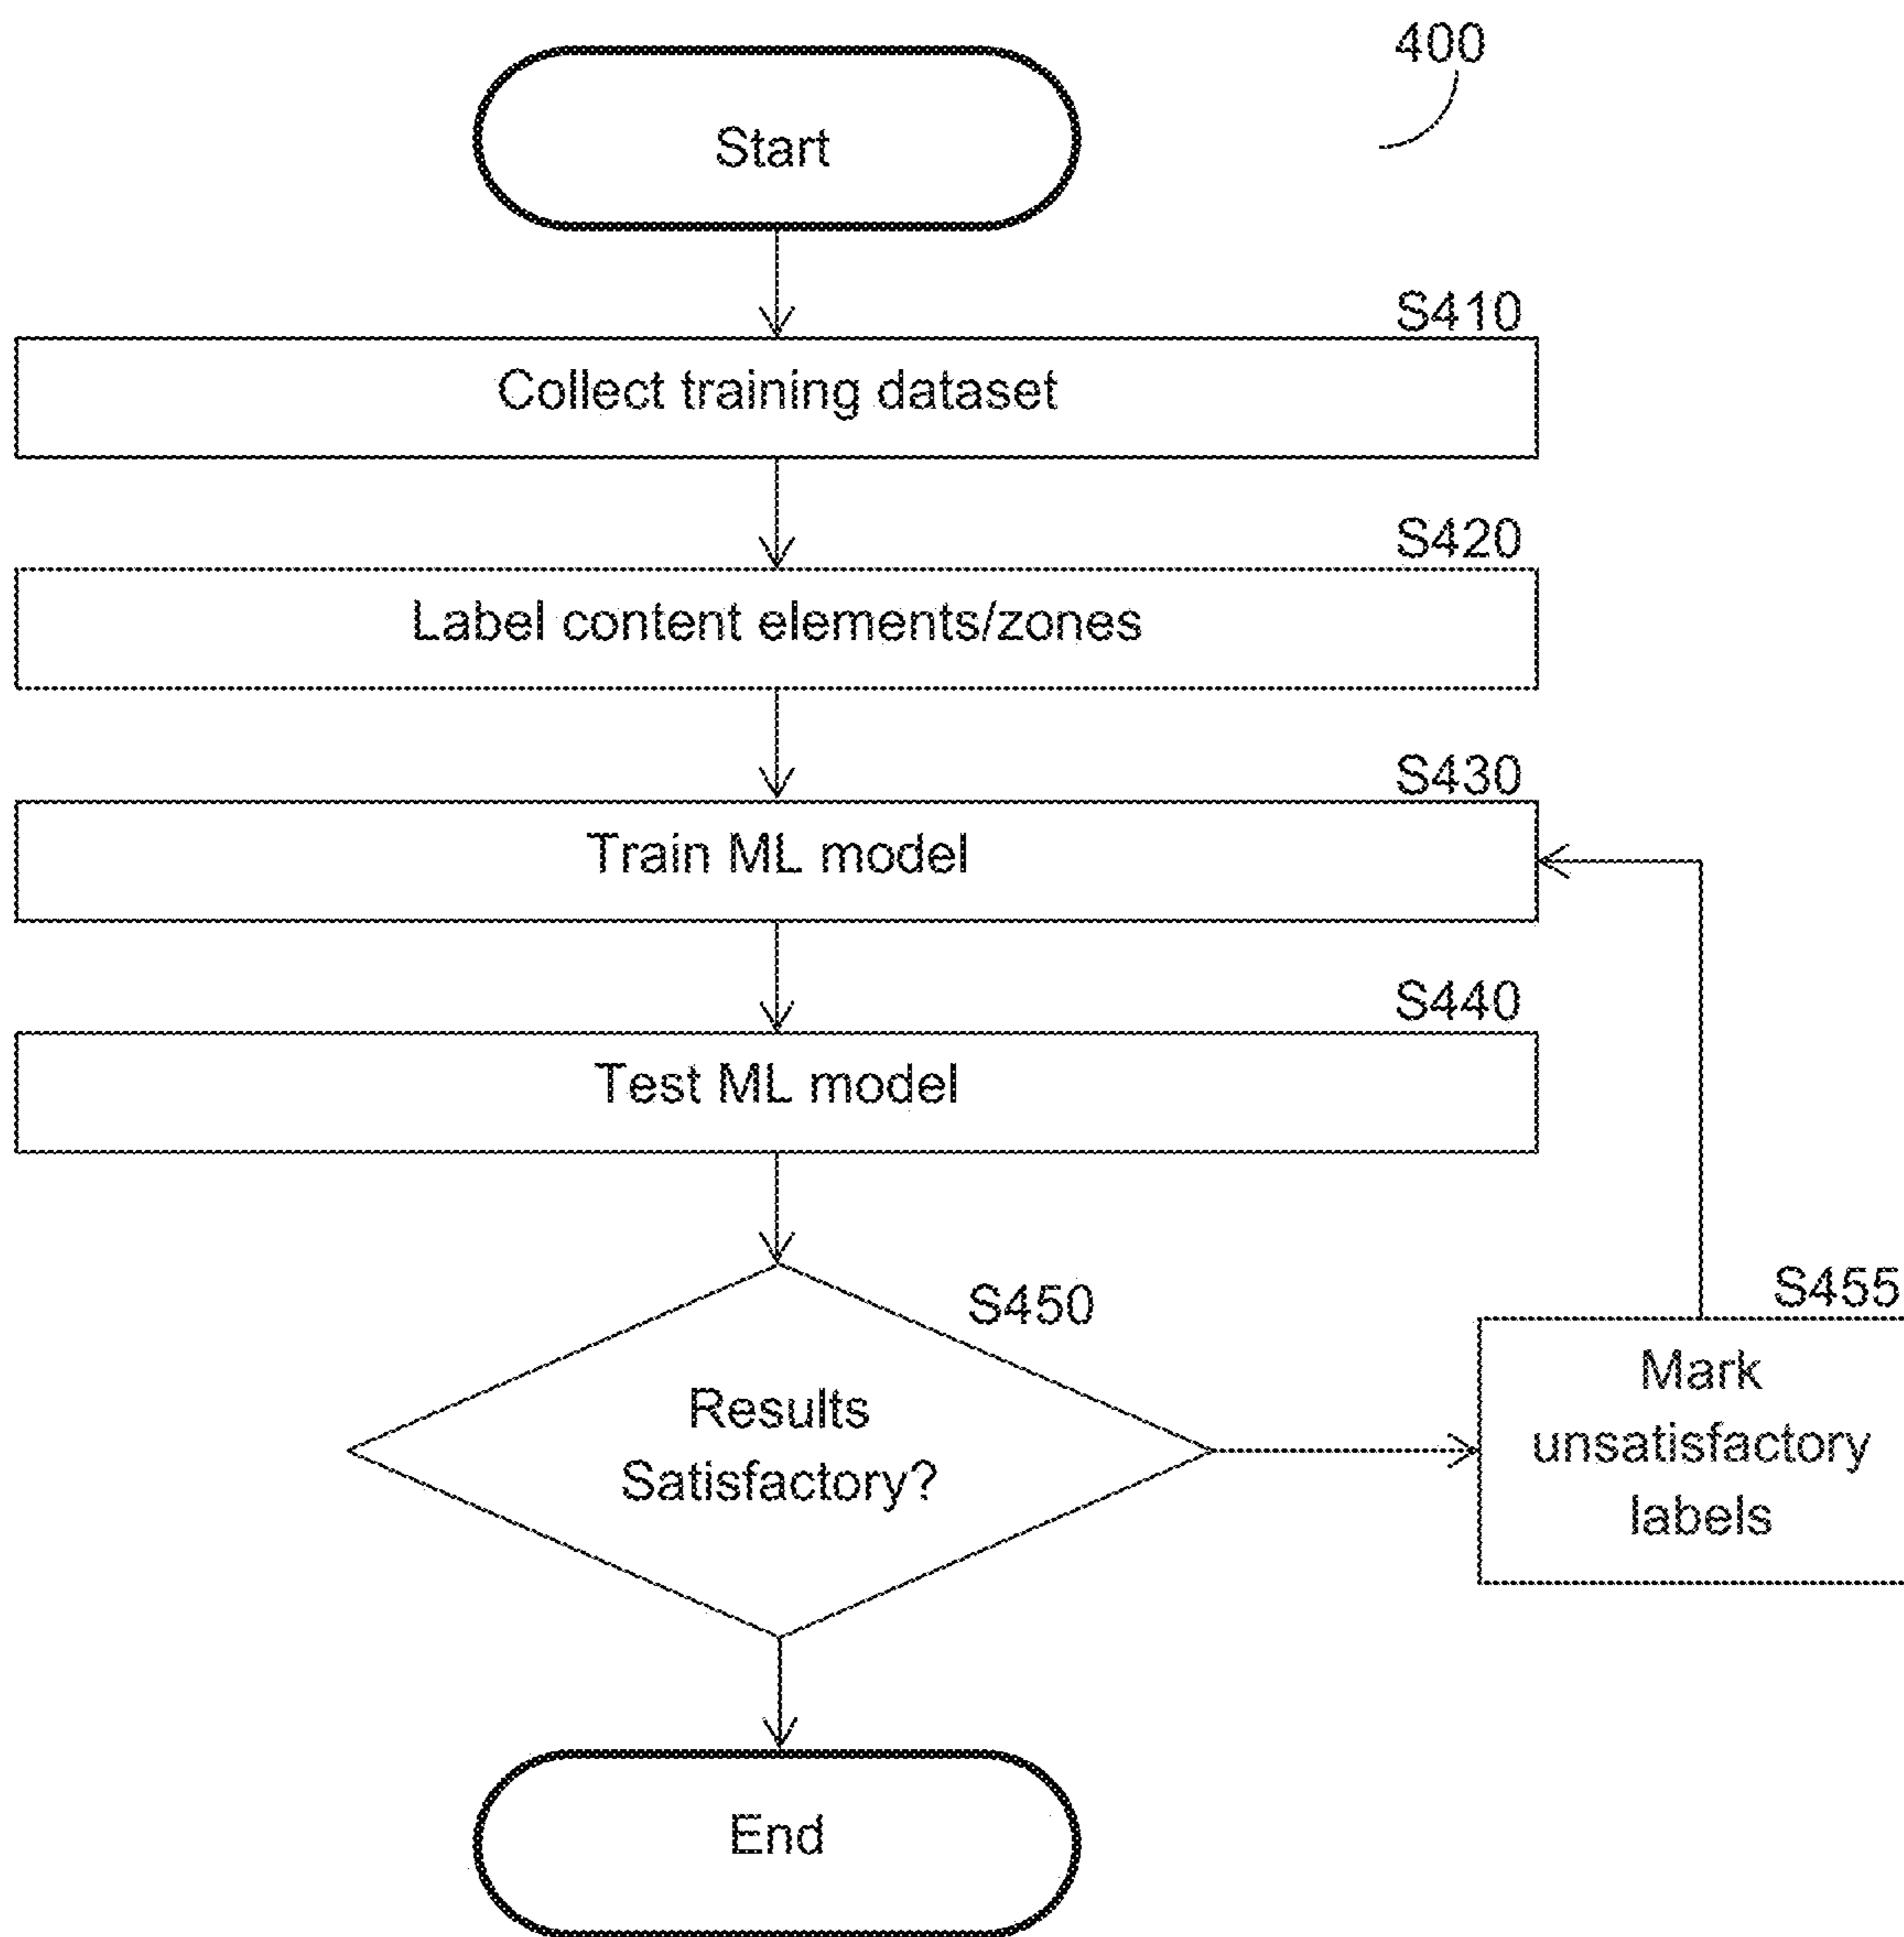 400
Start
S410
Collect training dataset
S420
Label content elements/zones
S430
Train ML model
S440
Test ML model
S450
Results
Satisfactory?
S455
Mark
unsatisfactory
labels
End